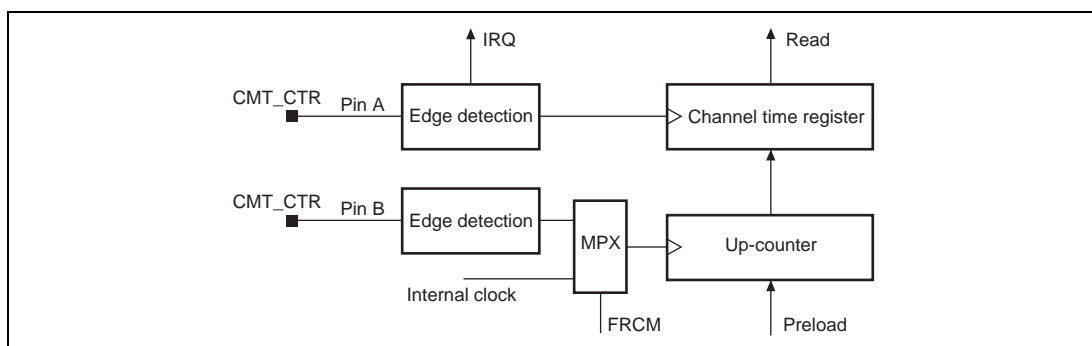 IRQ
Read
CMT_CTR
Pin A
Edge detection
Channel time register
CMT_CTR
Pin B
Edge detection
MPX
Up-counter
Internal clock
FRCM
Preload